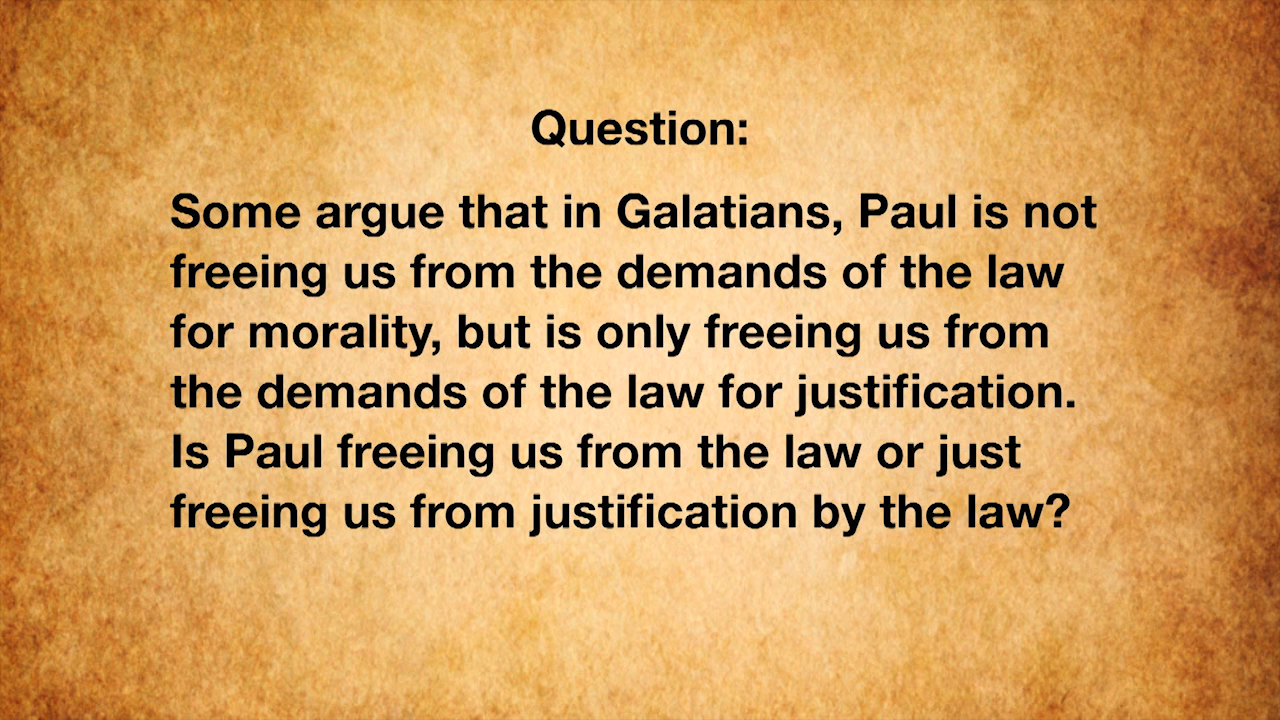 Question:
Some argue that in Galatians, Paul is not
freeing us from the demands of the law
for morality, but is only freeing us from
the demands of the law for justification.
Is Paul freeing us from the law or just
freeing us from justification by the law?